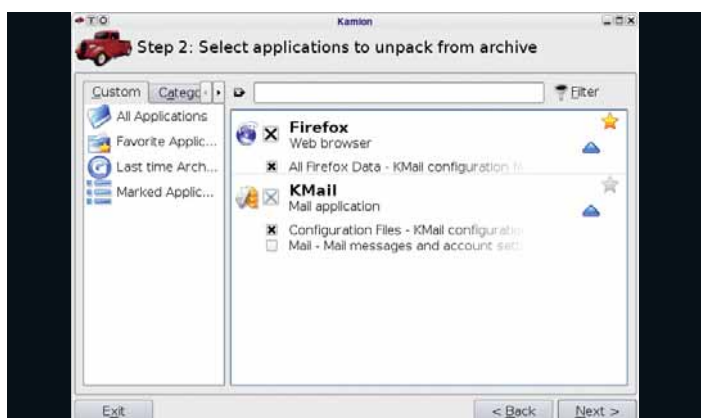 Kamion
Step 2: Select applications to unpack from archive
Custom Catego
Filter
All Applications
Favorite Applic...
Last time Arch...
Marked Applic...
Firefox
Web browser
All Firefox Data - KMail configuration
KMail
Mail application
Configuration Files - KMail configuratio
Mail - Mail messages and account set
Exit
< Back
Next >